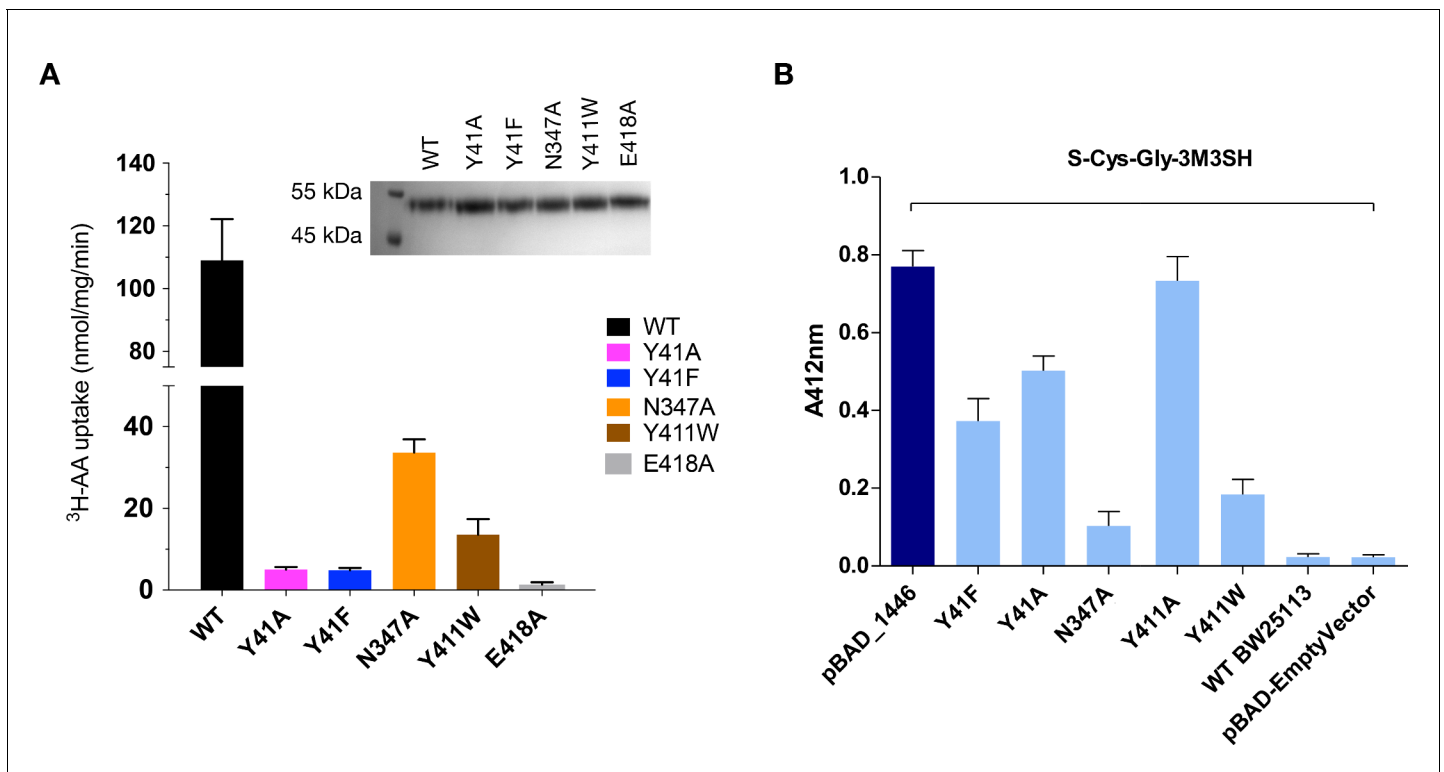 A
³H-AA uptake (nmol/mg/min)
140
120
100
80
40
20
0
WT
Y41A
Y41F
N347A
Y411W
E418A
55 kDa
45 kDa
WT
Y41A
Y41F
N347A
Y411W
E418A
WT
Y41A
Y41F
N347A
Y411W
E418A
B
S-Cys-Gly-3M3SH
A412nm
1.0
0.8
0.6
0.4
0.2
0.0
pBAD_1446
Y41F
Y41A
N347A
Y411A
Y411W
WT BW25113
pBAD-EmptyVector